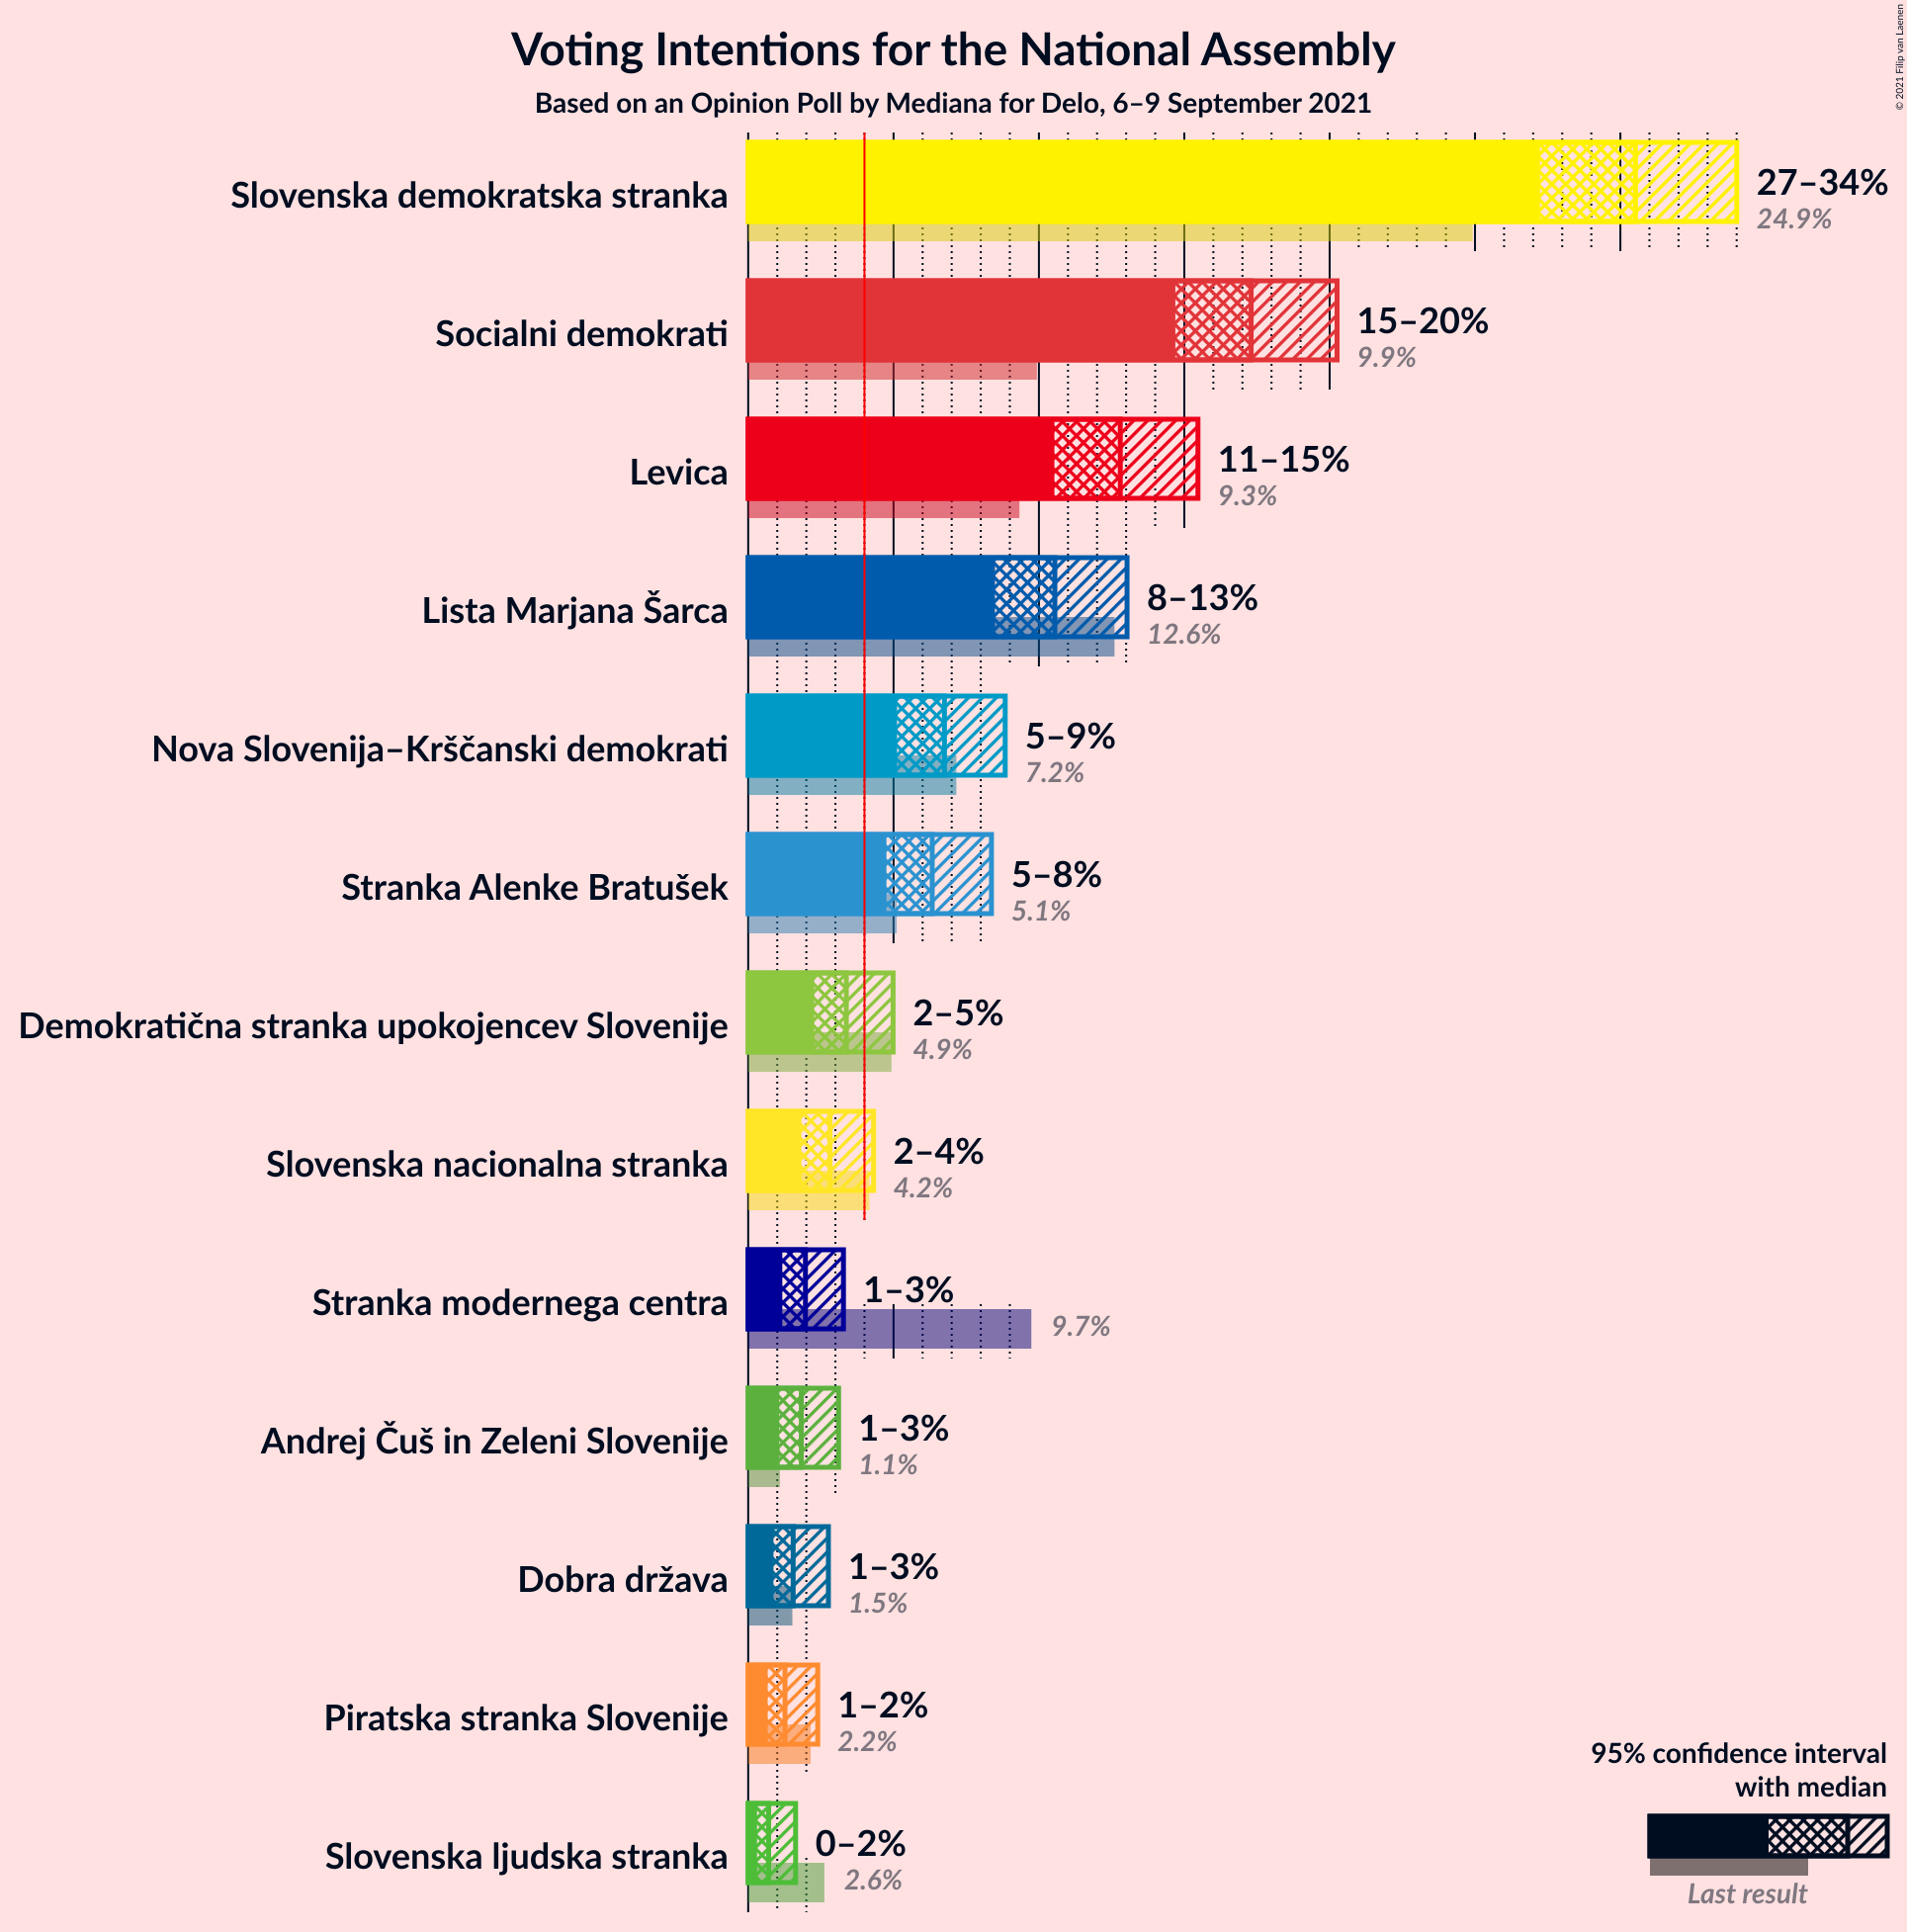 Voting Intentions for the National Assembly
Based on an Opinion Poll by Mediana for Delo, 6–9 September 2021
© 2021 Filip van Laenen
Slovenska demokratska stranka
27–34%
24.9%
Socialni demokrati
15–20%
9.9%
Levica
11–15%
9.3%
Lista Marjana Šarca
8–13%
12.6%
Nova Slovenija–Krščanski demokrati
5–9%
7.2%
Stranka Alenke Bratušek
5–8%
5.1%
Demokratična stranka upokojencev Slovenije
2–5%
4.9%
Slovenska nacionalna stranka
2–4%
4.2%
Stranka modernega centra
1–3%
9.7%
Andrej Čuš in Zeleni Slovenije
1–3%
1.1%
Dobra država
1–3%
1.5%
Piratska stranka Slovenije
1–2%
2.2%
Slovenska ljudska stranka
0–2%
2.6%
95% confidence interval
with median
Last result